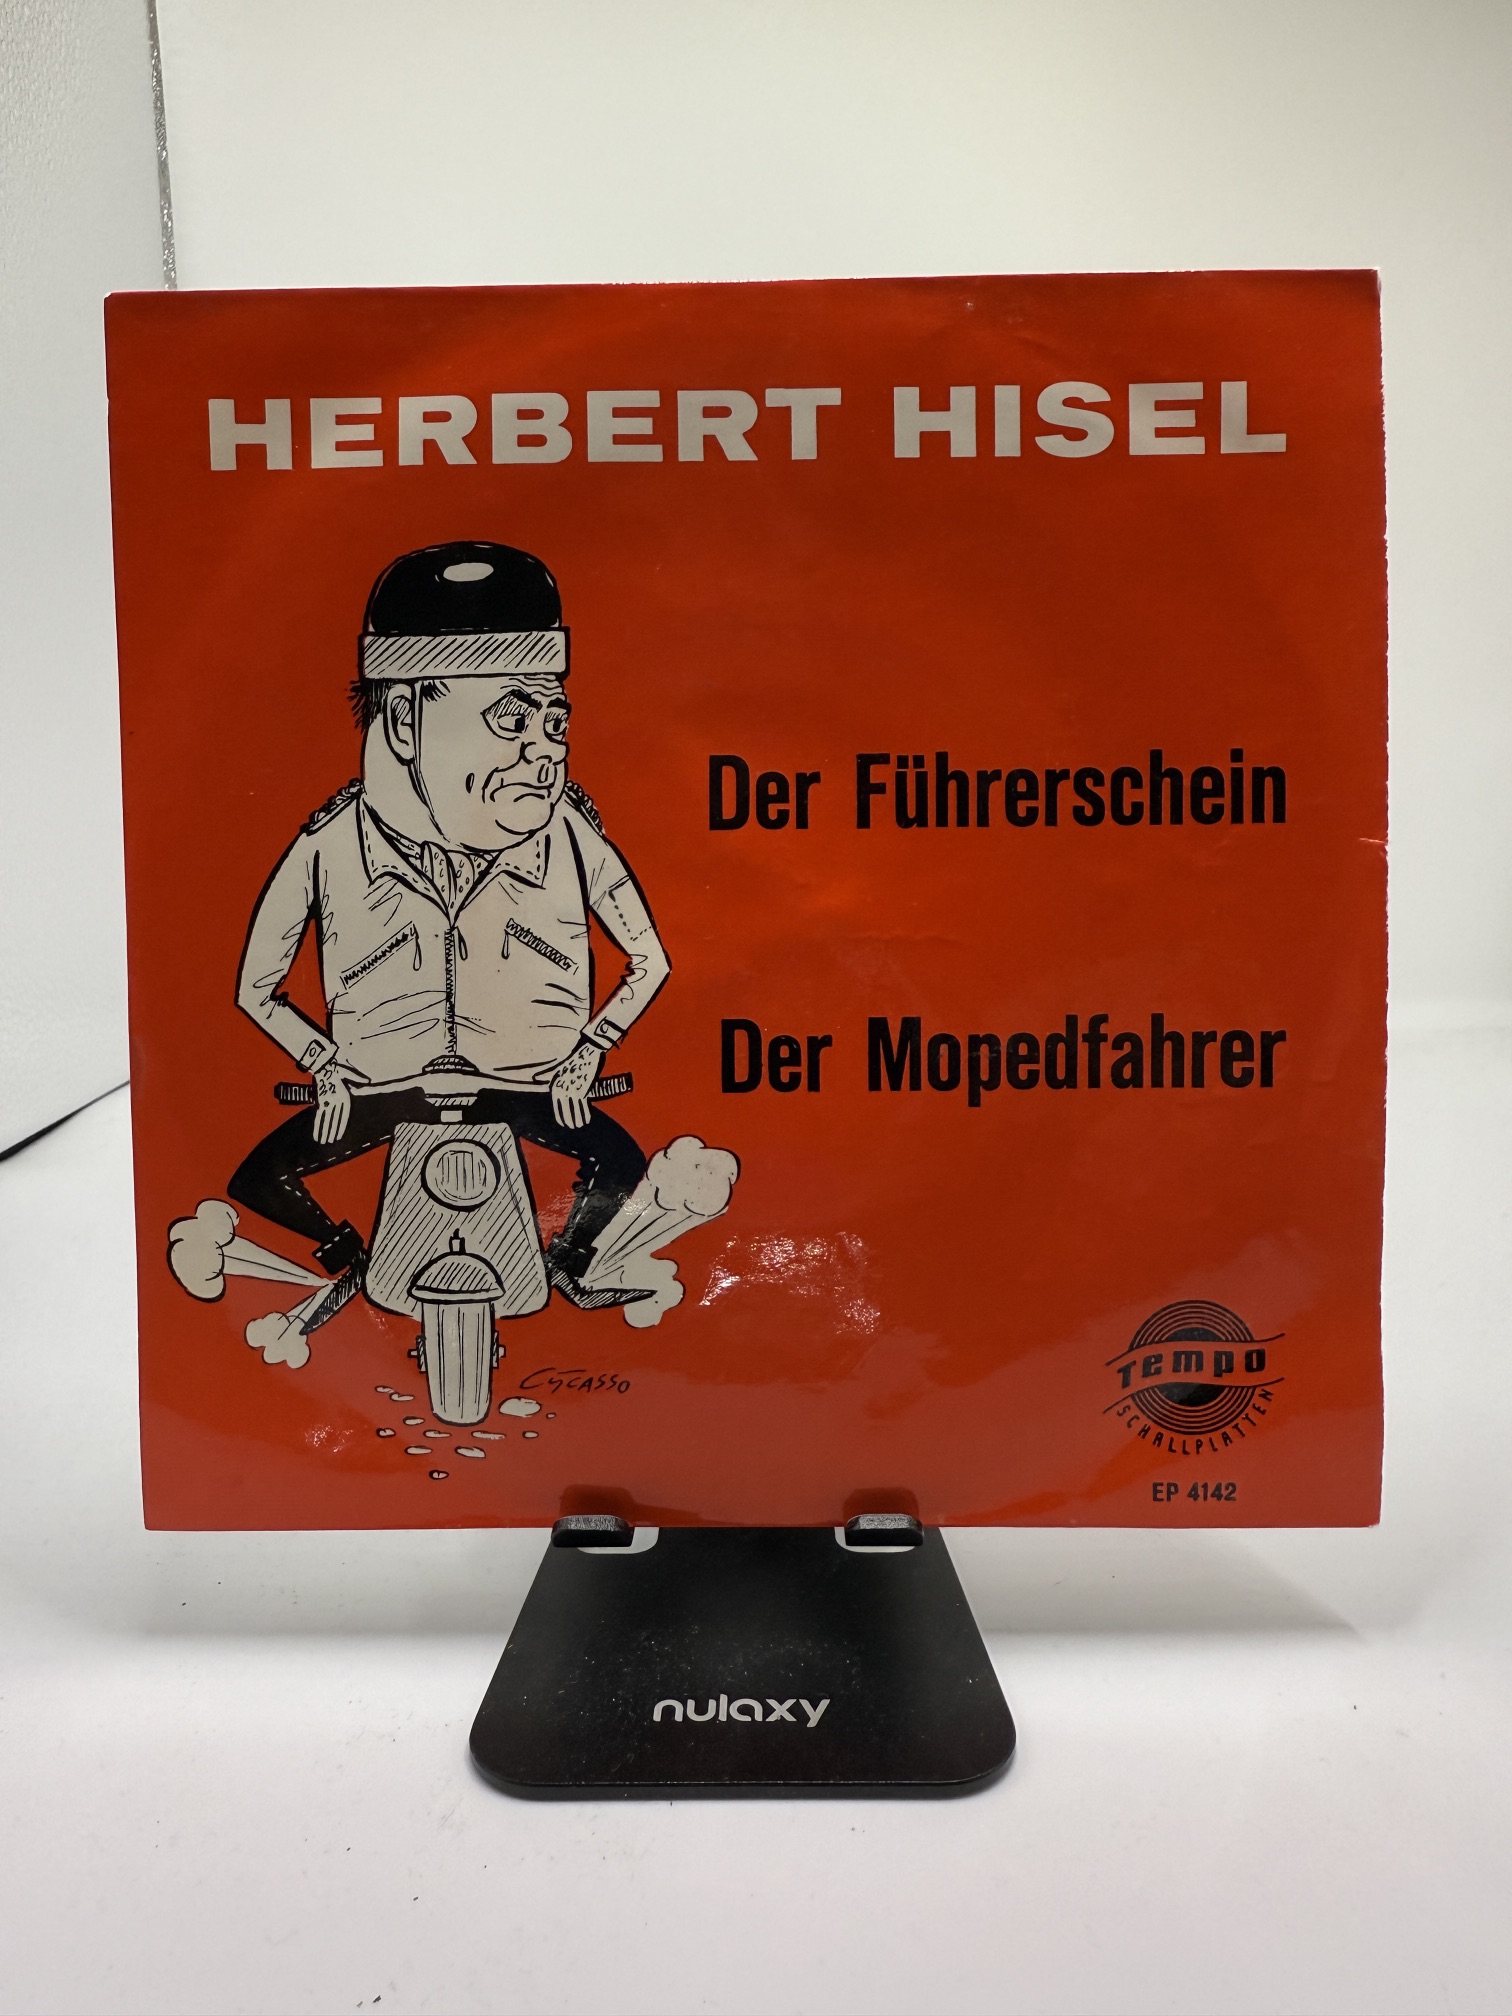 HERBERT HISEL
Der Führerschein
Der Mopedfahrer
CYCASSO
TEMPO
SCHALLPLATTEN
EP 4142
nulaxy